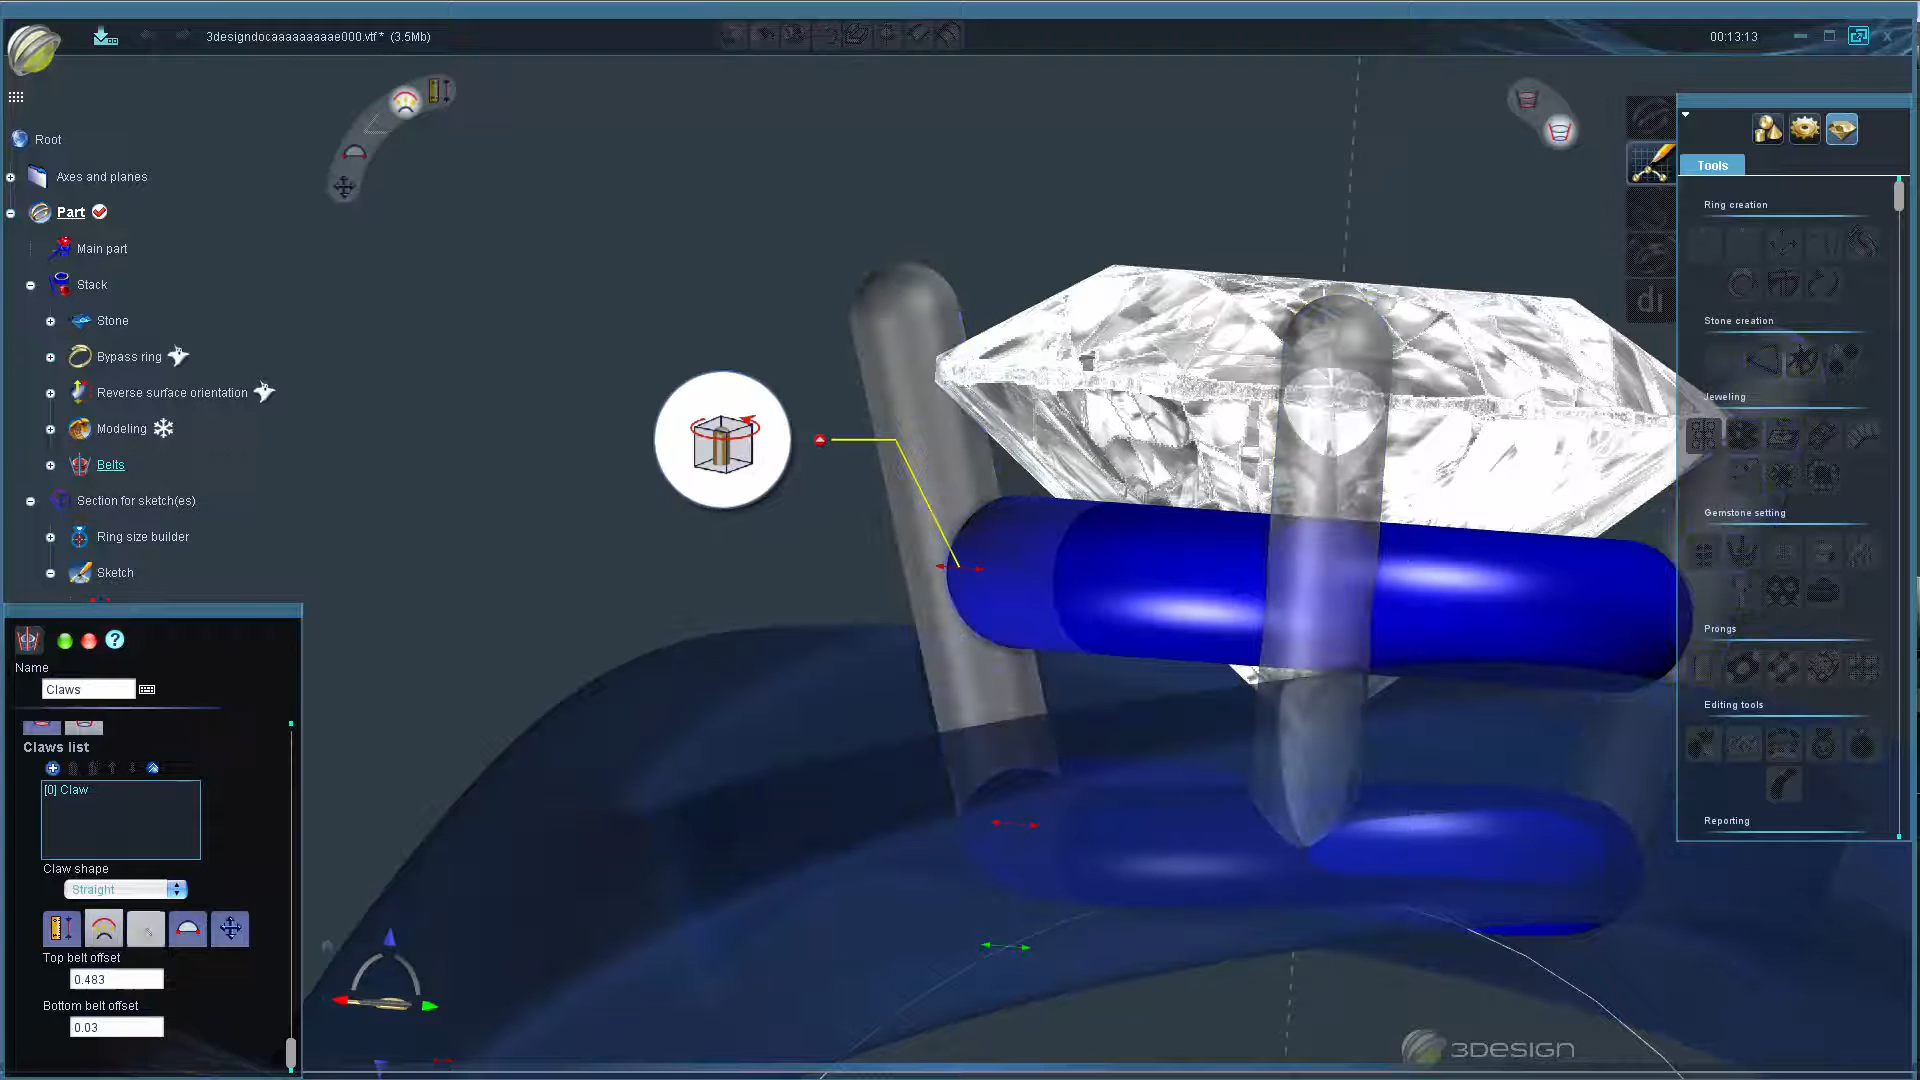 3designdocaaaaaaaaae000.vtf* (3.5Mb)
00:13:13
Root
Axes and planes
Part
Main part
Stack
Stone
Bypass ring
Reverse surface orientation
Modeling
Belts
Section for sketch(es)
Ring size builder
Sketch
Name
Claws
Claws list
[0] Claw
Claw shape
Straight
Top belt offset
0.483
Bottom belt offset
0.03
Tools
Ring creation
Stone creation
Jeweling
Gemstone setting
Prongs
Editing tools
Reporting
di
3DESIGN